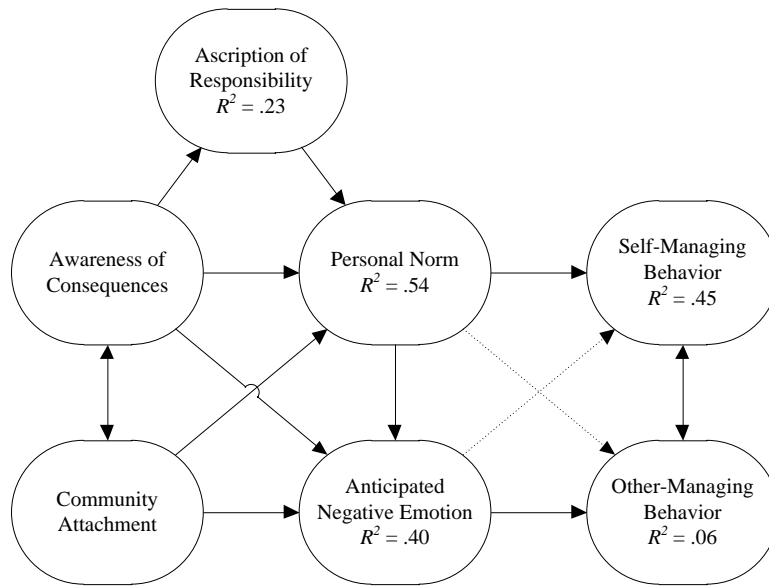 Ascription of
Responsibility
R² = .23
Awareness of
Consequences
Personal Norm
R² = .54
Self-Managing
Behavior
R² = .45
Community
Attachment
Anticipated
Negative Emotion
R² = .40
Other-Managing
Behavior
R² = .06